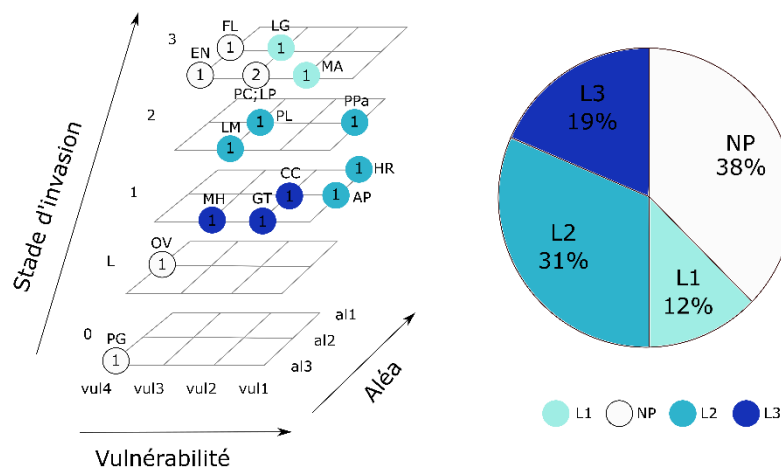 Stade d'invasion
3
FL
LG
1
1
EN
MA
1
2
1
PC;LP
2
PL
PPa
1
1
LM
1
1
CC
HR
1
MH
GT
1
1
AP
1
1
L
OV
1
0
PG
1
al1
al2
al3
vul4 vul3 vul2 vul1
Vulnérabilité
Aléa
L3
19%
NP
38%
L2
31%
L1
12%
L1 NP L2 L3